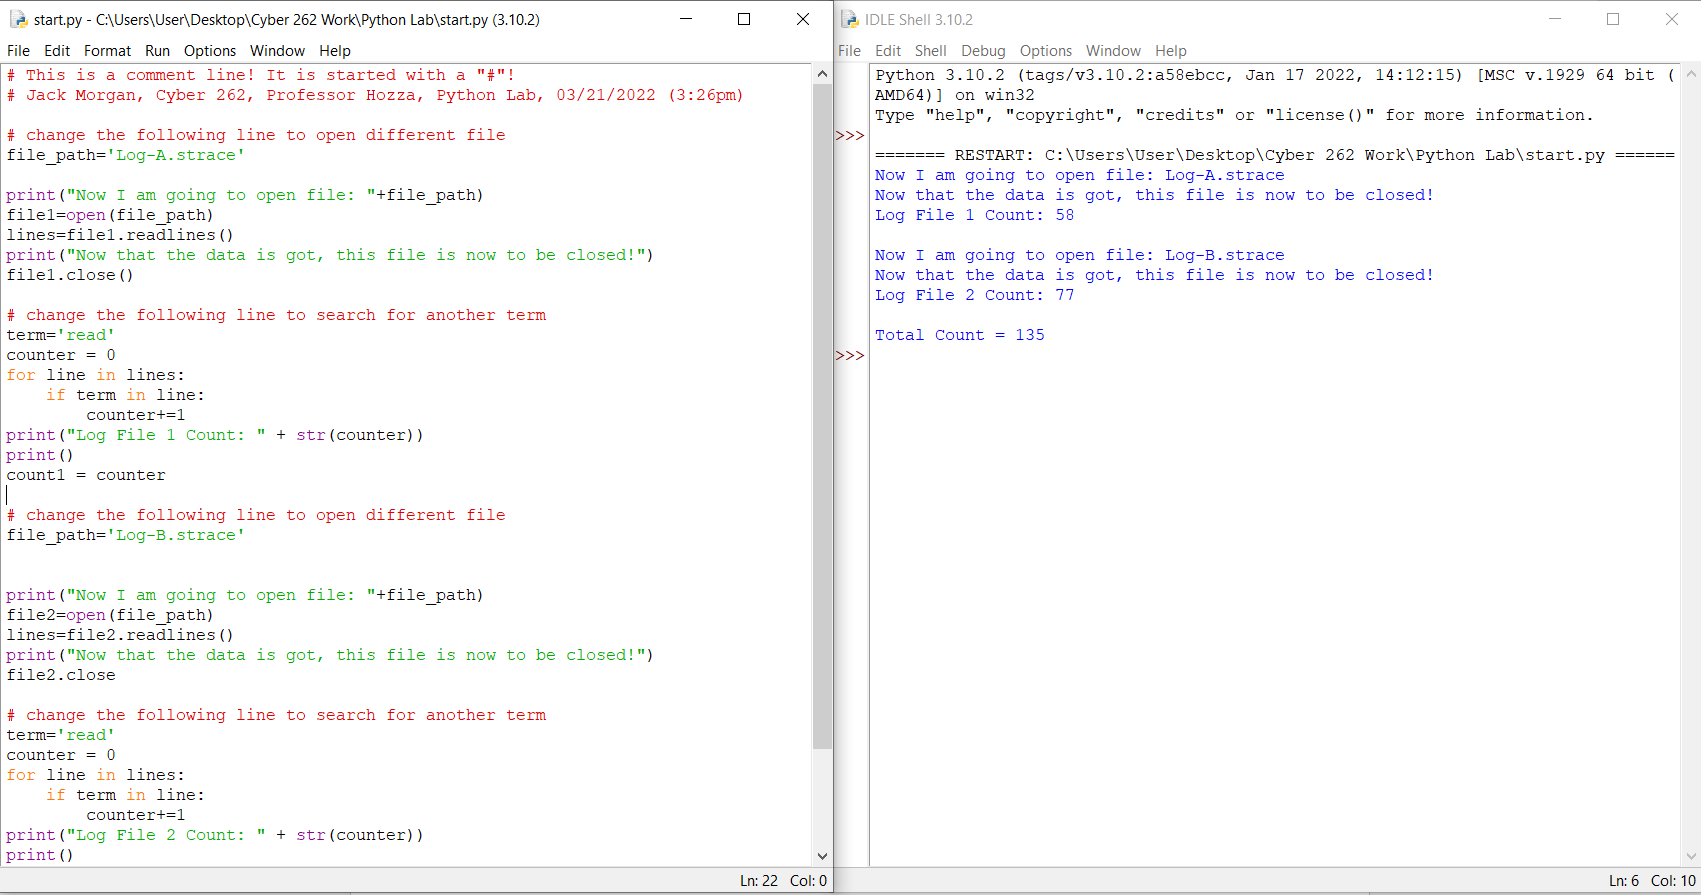 start.py - C:\Users\User\Desktop\Cyber 262 Work\Python Lab\start.py (3.10.2)
File Edit Format Run Options Window Help
# This is a comment line! It is started with a "#"!
# Jack Morgan, Cyber 262, Professor Hozza, Python Lab, 03/21/2022 (3:26pm)
# change the following line to open different file
file_path='Log-A.strace'
print("Now I am going to open file: "+file_path)
file1=open(file_path)
lines=file1.readlines()
print("Now that the data is got, this file is now to be closed!")
file1.close()
# change the following line to search for another term
term='read'
counter = 0
for line in lines:
    if term in line:
        counter+=1
print("Log File 1 Count: " + str(counter))
print()
count1 = counter
# change the following line to open different file
file_path='Log-B.strace'
print("Now I am going to open file: "+file_path)
file2=open(file_path)
lines=file2.readlines()
print("Now that the data is got, this file is now to be closed!")
file2.close
# change the following line to search for another term
term='read'
counter = 0
for line in lines:
    if term in line:
        counter+=1
print("Log File 2 Count: " + str(counter))
print()
Ln: 22 Col: 0
IDLE Shell 3.10.2
File Edit Shell Debug Options Window Help
Python 3.10.2 (tags/v3.10.2:a58ebcc, Jan 17 2022, 14:12:15) [MSC v.1929 64 bit (
AMD64)] on win32
Type "help", "copyright", "credits" or "license()" for more information.
>>>
======= RESTART: C:\Users\User\Desktop\Cyber 262 Work\Python Lab\start.py ======
Now I am going to open file: Log-A.strace
Now that the data is got, this file is now to be closed!
Log File 1 Count: 58
Now I am going to open file: Log-B.strace
Now that the data is got, this file is now to be closed!
Log File 2 Count: 77
Total Count = 135
>>>
Ln: 6 Col: 10